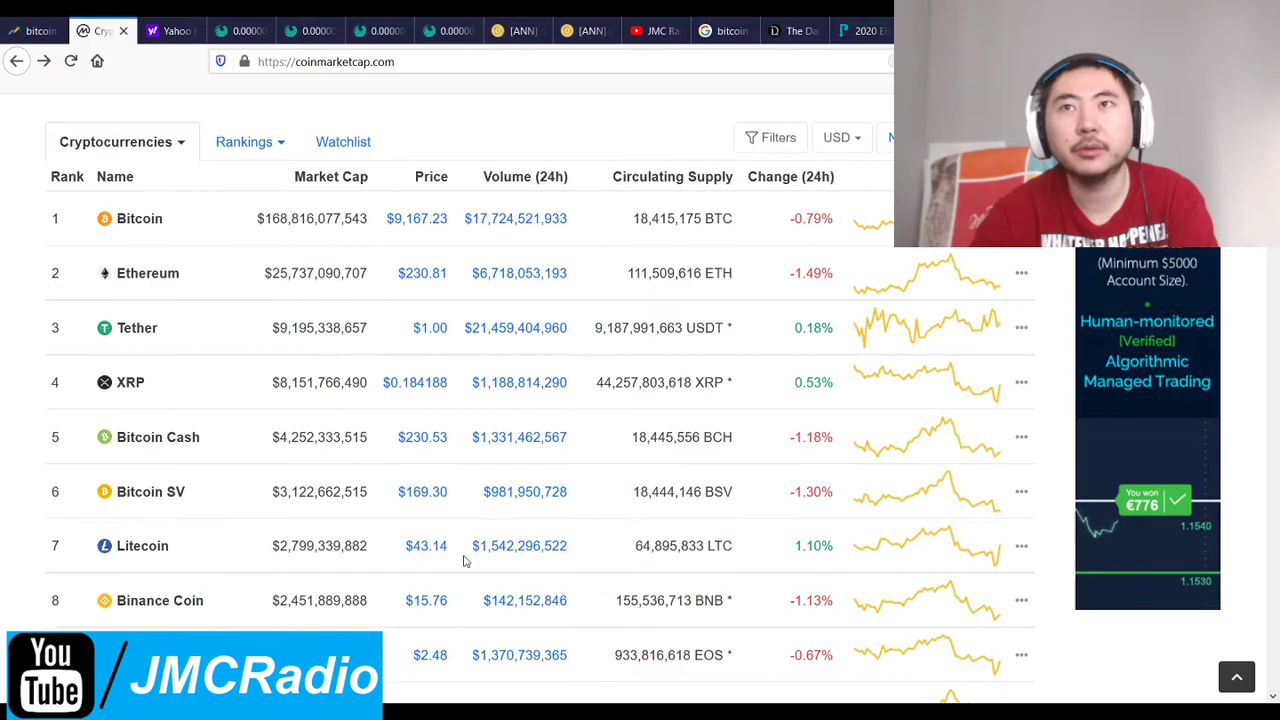 bitcoin
Cryp
Yahoo
0.00000
0.00000
0.00000
0.00000
[ANN]
[ANN]
JMC Ra
bitcoin
The Da
2020 El
https://coinmarketcap.com
Cryptocurrencies
Rankings
Watchlist
Filters
USD
Rank Name Market Cap Price Volume (24h) Circulating Supply Change (24h)
1 Bitcoin $168,816,077,543 $9,167.23 $17,724,521,933 18,415,175 BTC -0.79%
2 Ethereum $25,737,090,707 $230.81 $6,718,053,193 111,509,616 ETH -1.49%
3 Tether $9,195,338,657 $1.00 $21,459,404,960 9,187,991,663 USDT * 0.18%
4 XRP $8,151,766,490 $0.184188 $1,188,814,290 44,257,803,618 XRP * 0.53%
5 Bitcoin Cash $4,252,333,515 $230.53 $1,331,462,567 18,445,556 BCH -1.18%
6 Bitcoin SV $3,122,662,515 $169.30 $981,950,728 18,444,146 BSV -1.30%
7 Litecoin $2,799,339,882 $43.14 $1,542,296,522 64,895,833 LTC 1.10%
8 Binance Coin $2,451,889,888 $15.76 $142,152,846 155,536,713 BNB * -1.13%
$2.48 $1,370,739,365 933,816,618 EOS * -0.67%
WHATEVER HAPPENED,
(Minimum $5000
Account Size).
Human-monitored
[Verified]
Algorithmic
Managed Trading
You won
€776
1.1540
1.1530
You
Tube
/JMCRadio